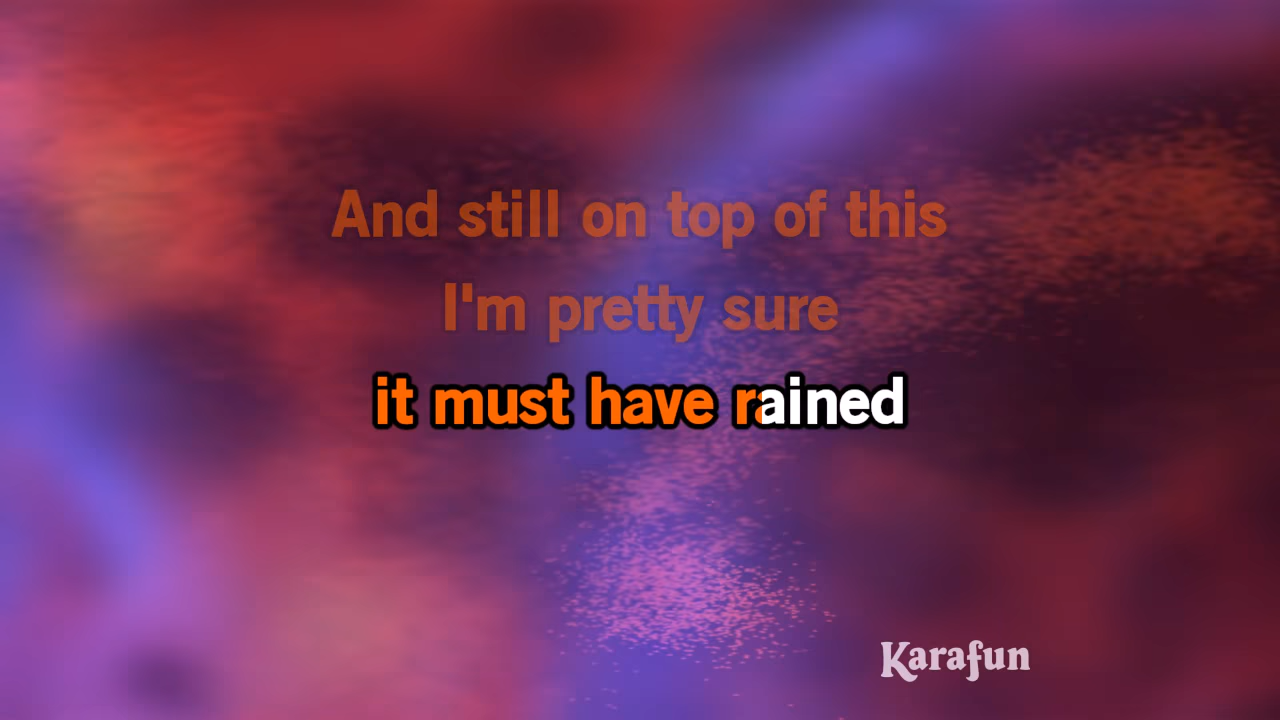 And still on top of this
I'm pretty sure
it must have rained
Karafun